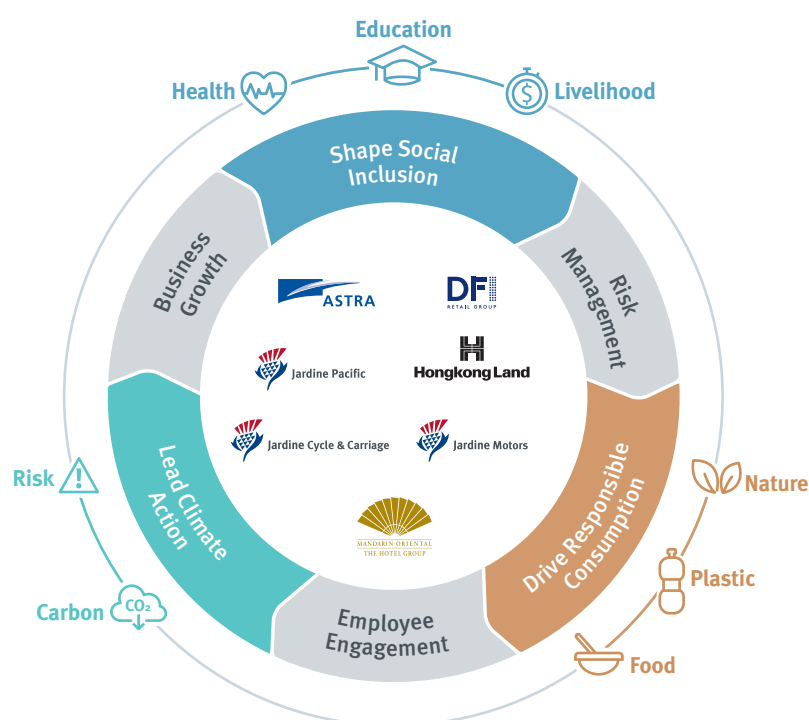 Education
Health
Livelihood
Shape Social
Inclusion
Business
Growth
Risk
Management
ASTRA
DFI
RETAIL GROUP
Jardine Pacific
Hongkong Land
Jardine Cycle & Carriage
Jardine Motors
MANDARIN ORIENTAL
THE HOTEL GROUP
Lead Climate
Action
Drive Responsible
Consumption
Employee
Engagement
Risk
Nature
Plastic
Carbon
CO₂
Food
$